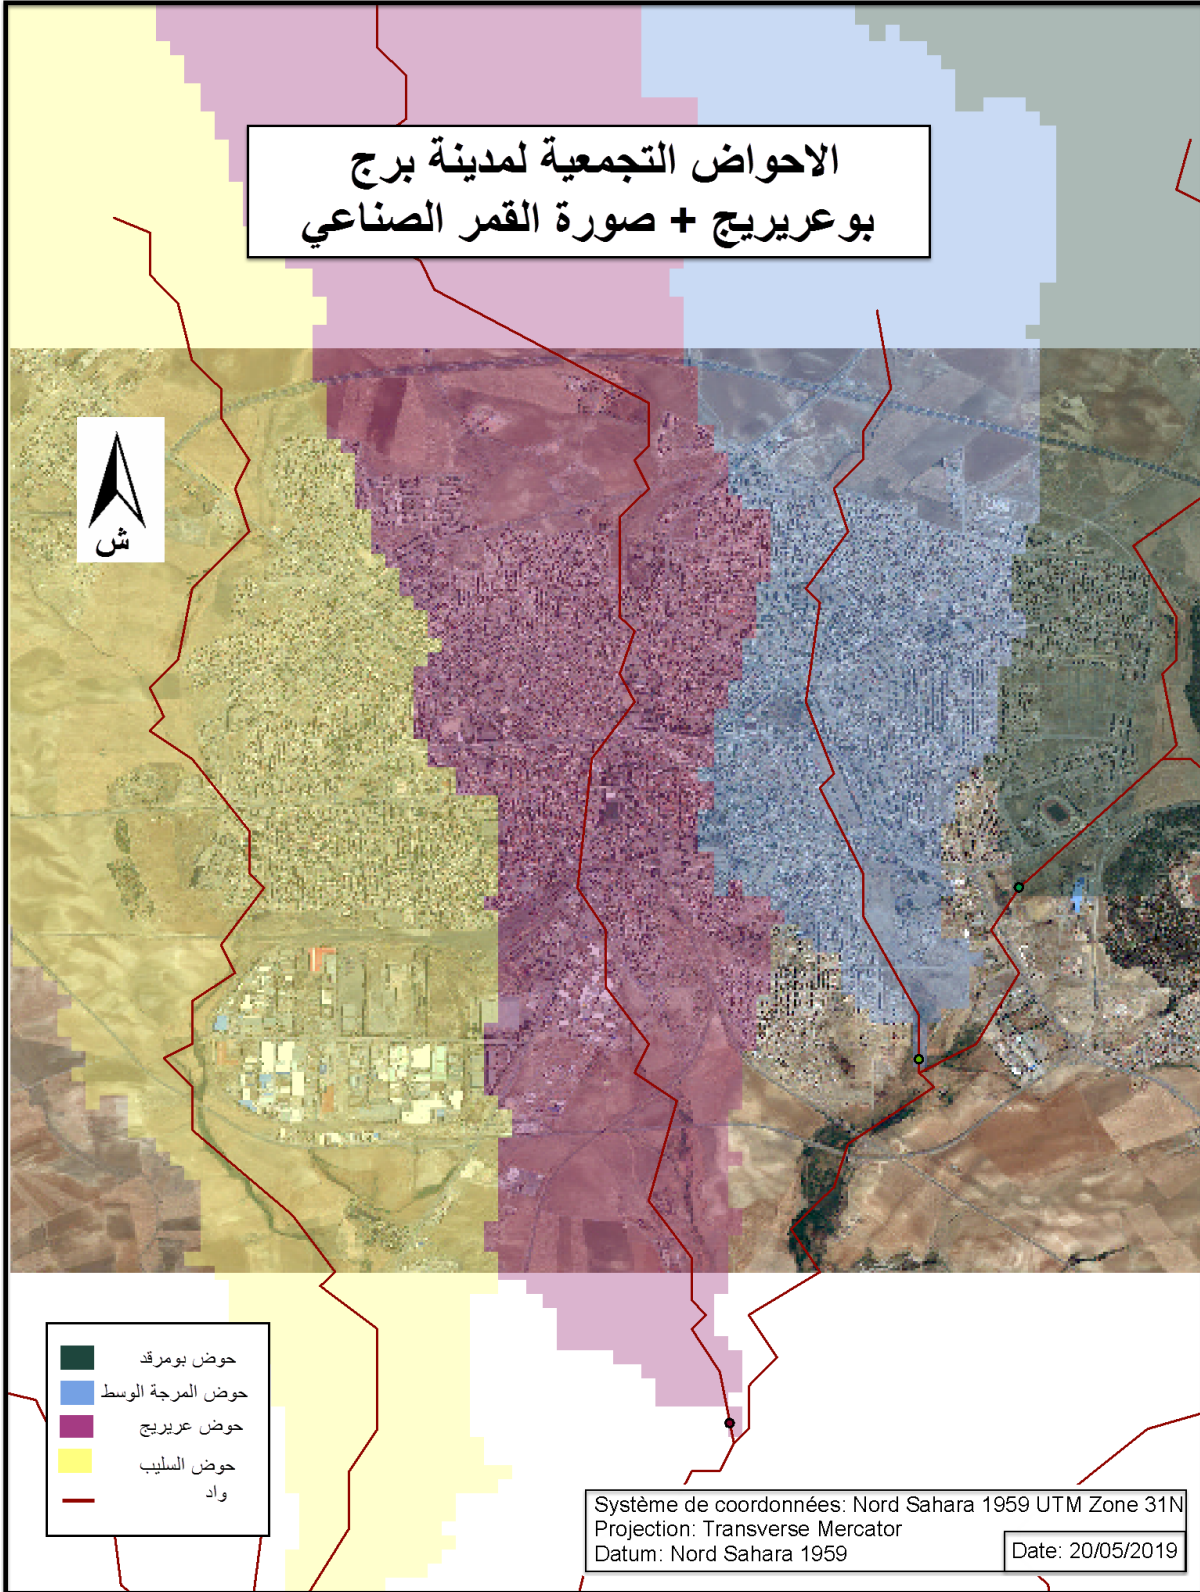 الاحواض التجمعية لمدينة برج
بوعريريج + صورة القمر الصناعي
ش
حوض بومرقد
حوض المرجة الوسط
حوض عريريج
حوض السليب
واد
Système de coordonnées: Nord Sahara 1959 UTM Zone 31N
Projection: Transverse Mercator
Datum: Nord Sahara 1959
Date: 20/05/2019